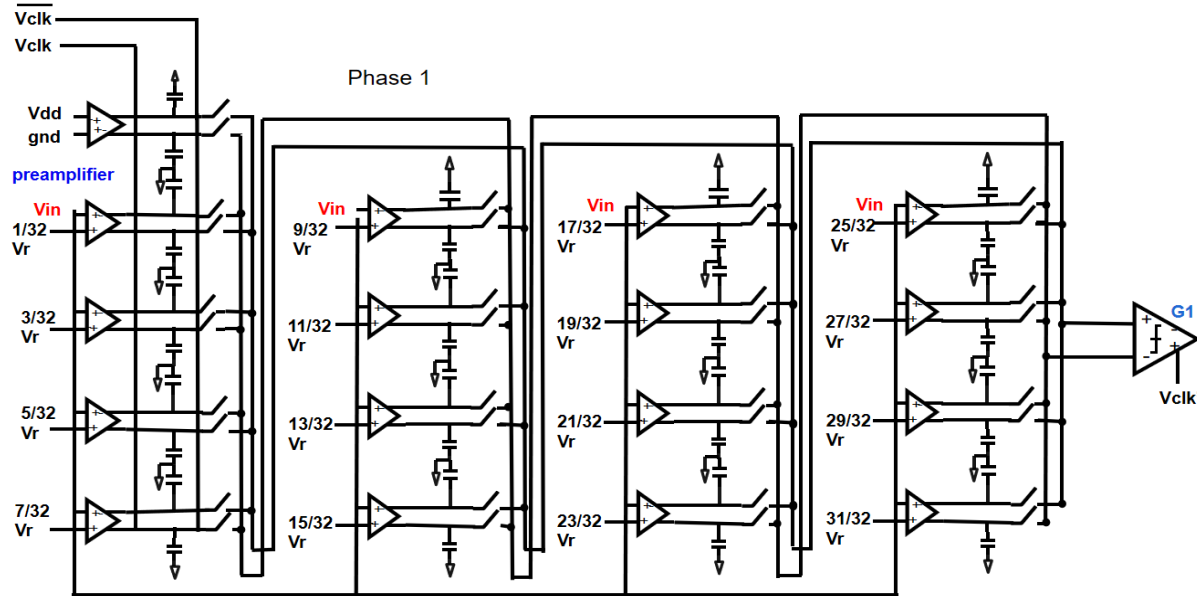 Vclk
Vclk
Phase 1
Vdd
gnd
preamplifier
Vin
1/32
Vr
3/32
Vr
5/32
Vr
7/32
Vr
Vin
9/32
Vr
11/32
Vr
13/32
Vr
15/32
Vr
Vin
17/32
Vr
19/32
Vr
21/32
Vr
23/32
Vr
Vin
25/32
Vr
27/32
Vr
29/32
Vr
31/32
Vr
G1
Vclk